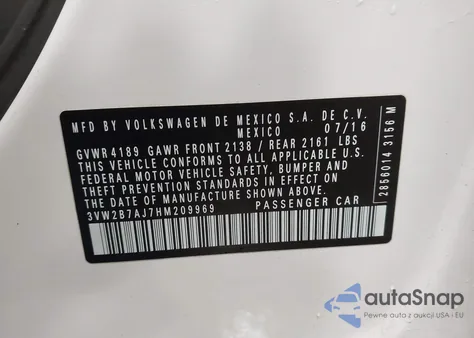 MFD BY VOLKSWAGEN DE MEXICO S.A. DE C.V.
MEXICO 07/16
GVWR 4189 GAWR FRONT 2138 / REAR 2161 LBS
THIS VEHICLE CONFORMS TO ALL APPLICABLE U.S.
FEDERAL MOTOR VEHICLE SAFETY, BUMPER AND
THEFT PREVENTION STANDARDS IN EFFECT ON
THE DATE OF MANUFACTURE SHOWN ABOVE.
3VW2B7AJ7HM209969 PASSENGER CAR
2856014 3156 M
autoSnap
Pewne auta z aukcji USA i EU